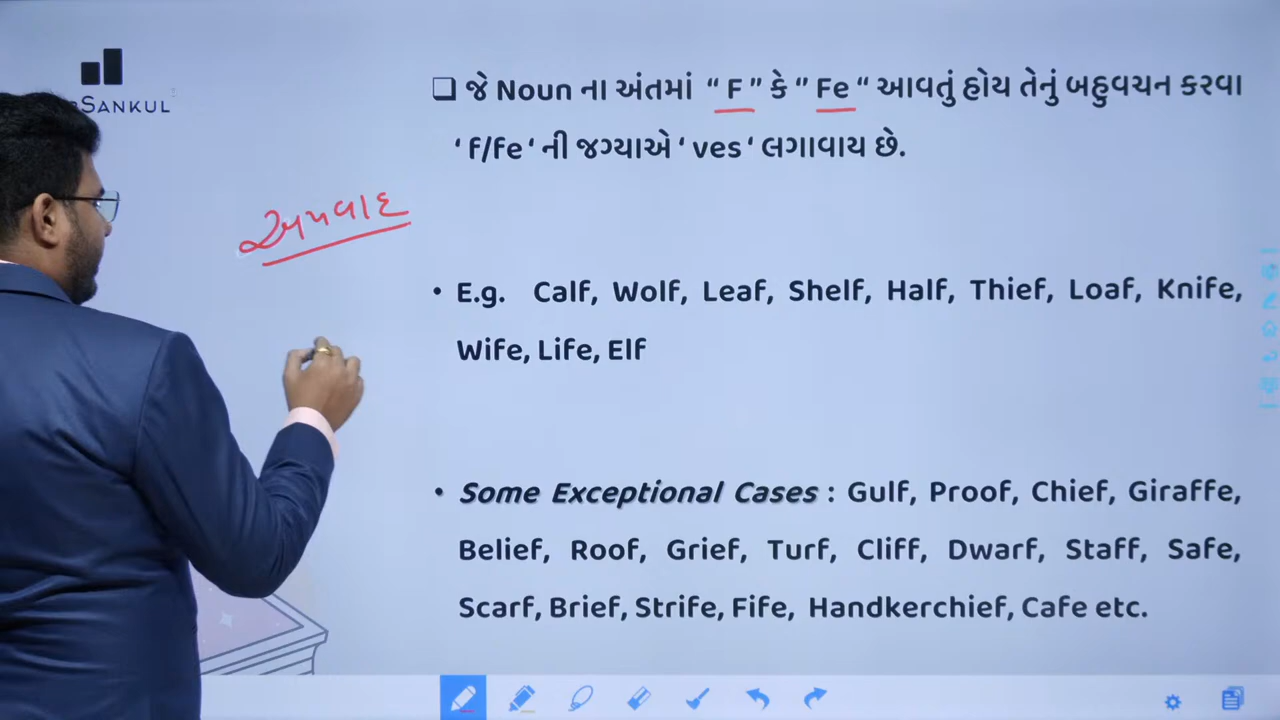 SANKUL
❑ જે Noun ના અંતમાં “ F ” કે ” Fe “ આવતું હોય તેનું બહુવચન કરવા
‘ f/fe ‘ ની જગ્યાએ ‘ ves ‘ લગાવાય છે.
અપવાદ
• E.g. Calf, Wolf, Leaf, Shelf, Half, Thief, Loaf, Knife,
Wife, Life, Elf
• Some Exceptional Cases : Gulf, Proof, Chief, Giraffe,
Belief, Roof, Grief, Turf, Cliff, Dwarf, Staff, Safe,
Scarf, Brief, Strife, Fife, Handkerchief, Cafe etc.